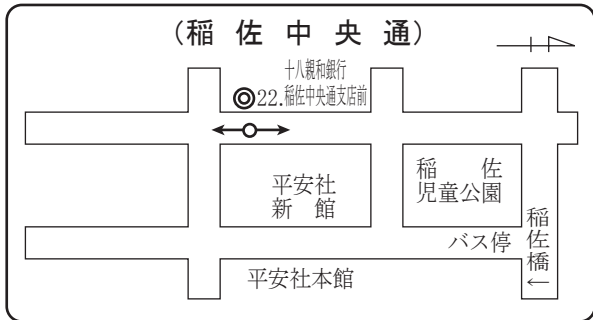 (稲佐中央通)
十八親和銀行
22.稲佐中央通支店前
平安社
新館
稲佐
児童公園
バス停
稲佐橋←
平安社本館